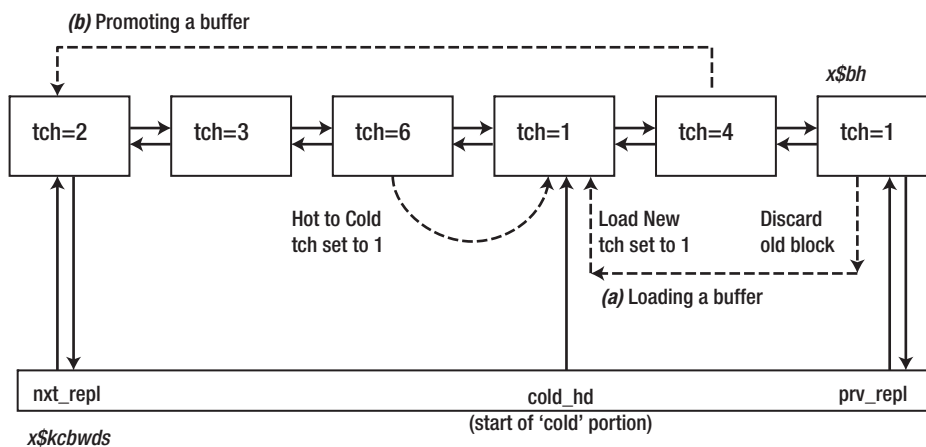 (b) Promoting a buffer
x$bh
tch=2
tch=3
tch=6
tch=1
tch=4
tch=1
Hot to Cold
tch set to 1
Load New
tch set to 1
Discard
old block
(a) Loading a buffer
nxt_repl
cold_hd
prv_repl
(start of ‘cold’ portion)
x$kcbwds